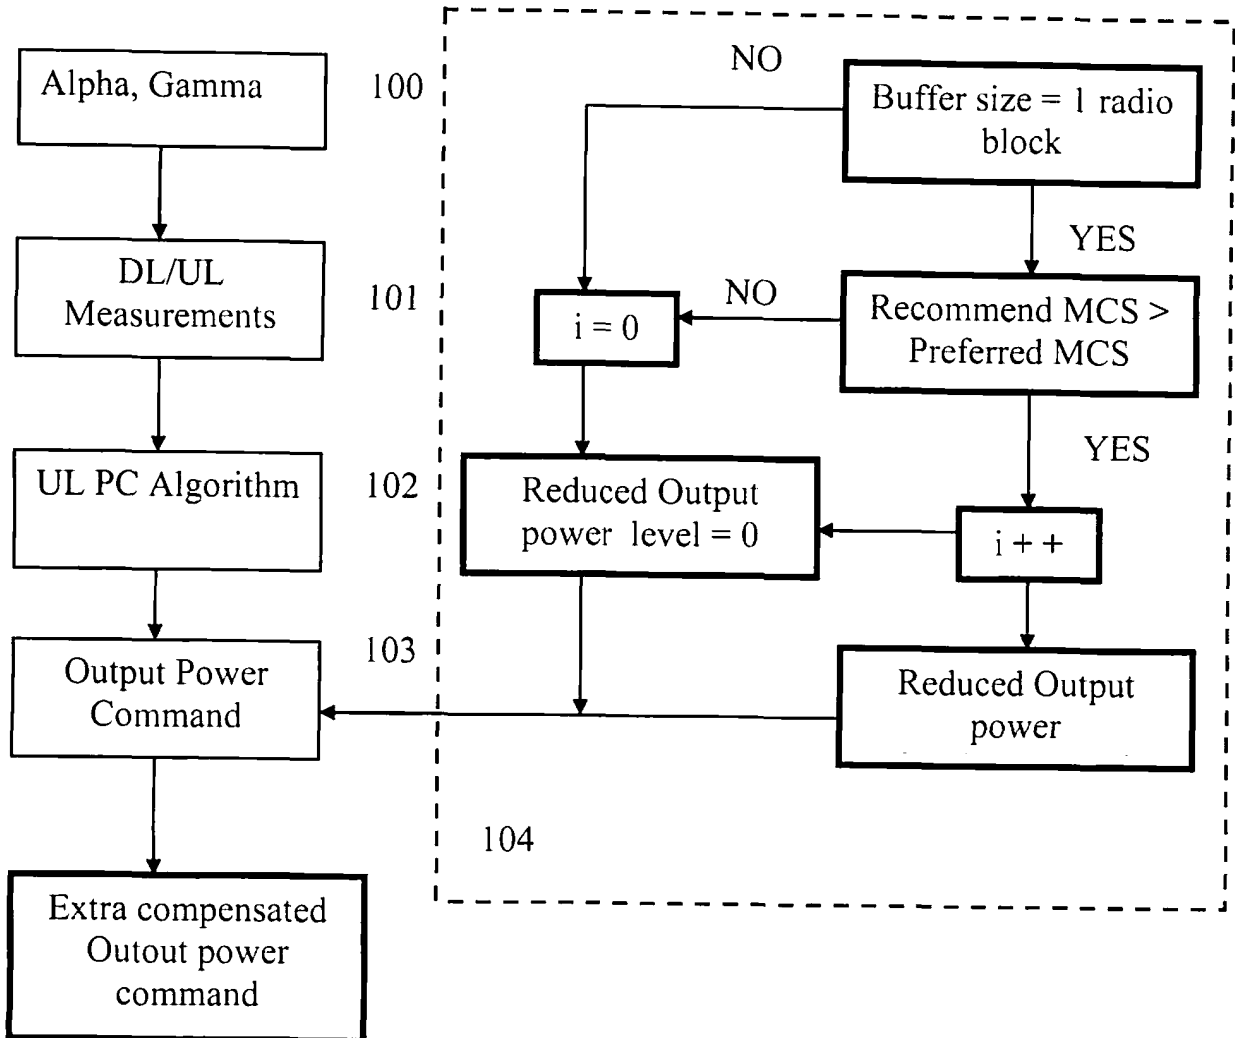 Alpha, Gamma
100
DL/UL
Measurements
101
UL PC Algorithm
102
Output Power
Command
103
Extra compensated
Outout power
command
NO
Buffer size = 1 radio
block
YES
i = 0
NO
Recommend MCS >
Preferred MCS
YES
Reduced Output
power level = 0
i + +
Reduced Output
power
104